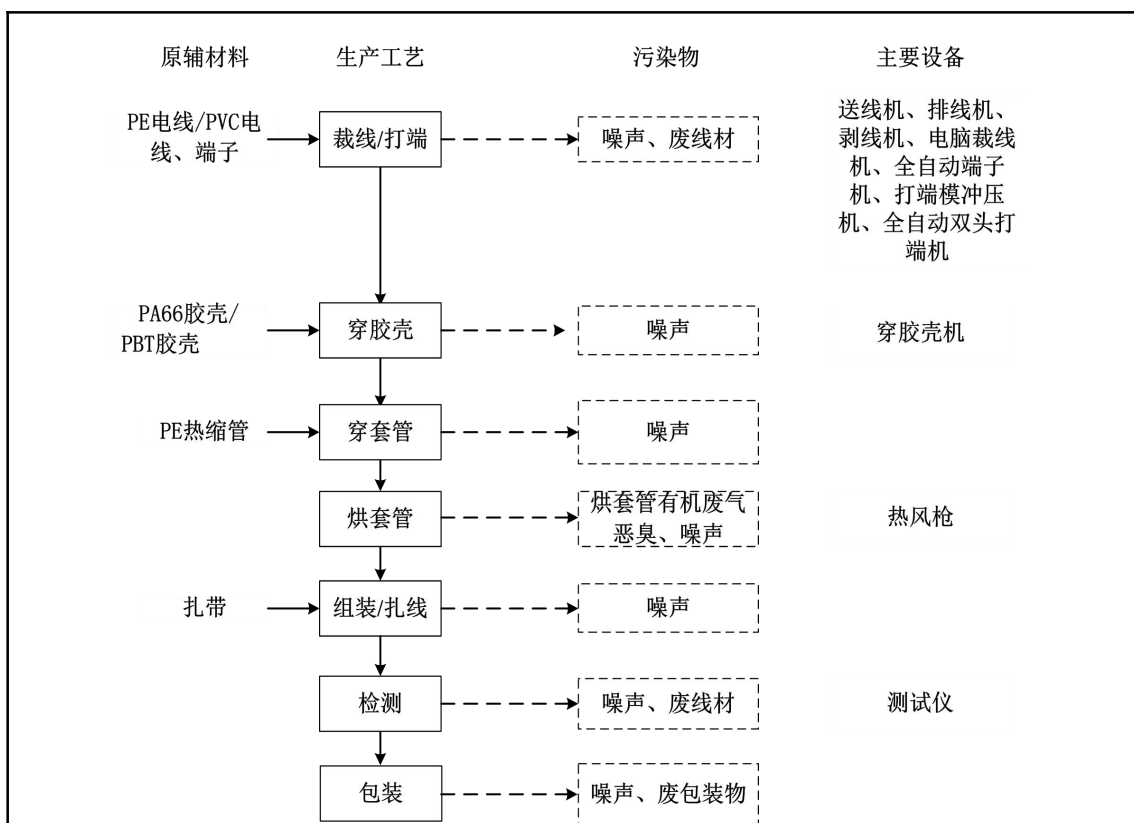 原辅材料
生产工艺
污染物
主要设备
PE电线/PVC电
线、端子
裁线/打端
噪声、废线材
送线机、排线机、
剥线机、电脑裁线
机、全自动端子
机、打端模冲压
机、全自动双头打
端机
PA66胶壳/
PBT胶壳
穿胶壳
噪声
穿胶壳机
PE热缩管
穿套管
噪声
烘套管
烘套管有机废气
恶臭、噪声
热风枪
扎带
组装/扎线
噪声
检测
噪声、废线材
测试仪
包装
噪声、废包装物